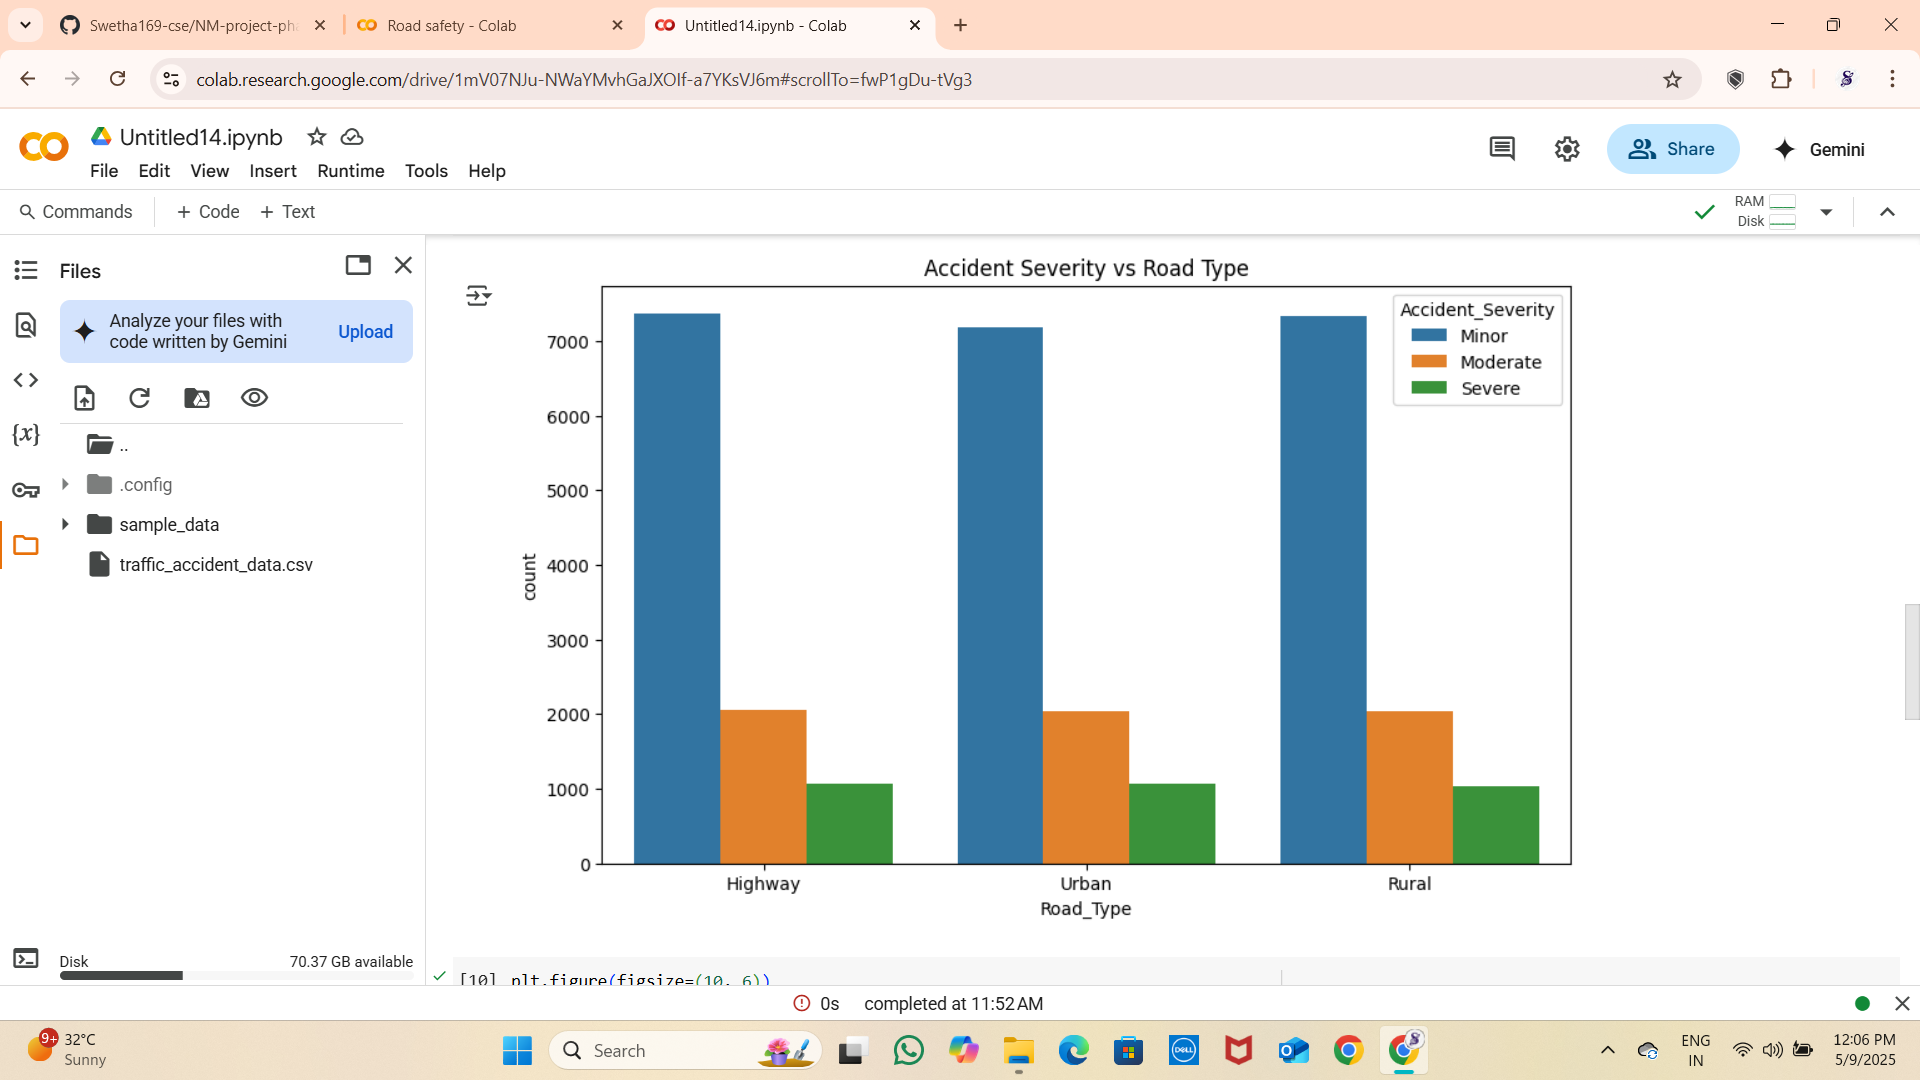 Swetha169-cse/NM-project-pha
Road safety - Colab
Untitled14.ipynb - Colab
colab.research.google.com/drive/1mV07NJu-NWaYMvhGaJXOIf-a7YKsVJ6m#scrollTo=fwP1gDu-tVg3
Untitled14.ipynb
File Edit View Insert Runtime Tools Help
Share
Gemini
Commands + Code + Text
RAM
Disk
Files
Analyze your files with
code written by Gemini
Upload
{x}
..
.config
sample_data
traffic_accident_data.csv
Disk 70.37 GB available
Accident Severity vs Road Type
Accident_Severity
Minor
Moderate
Severe
count
7000
6000
5000
4000
3000
2000
1000
0
Highway Urban Rural
Road_Type
[10] plt.figure(figsize=(10, 6))
0s completed at 11:52 AM
9+
32°C
Sunny
Search
DELL
ENG
IN
12:06 PM
5/9/2025